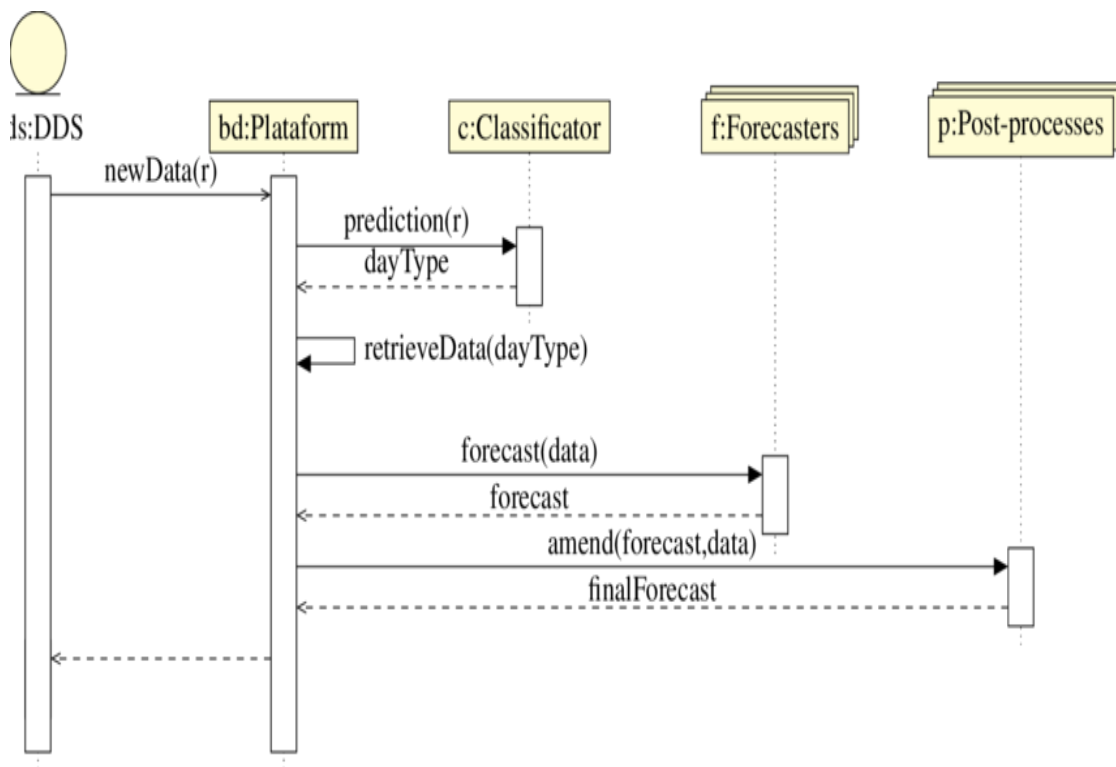 ds:DDS
bd:Plataform
c:Classificator
f:Forecasters
p:Post-processes
newData(r)
prediction(r)
dayType
retrieveData(dayType)
forecast(data)
forecast
amend(forecast,data)
finalForecast